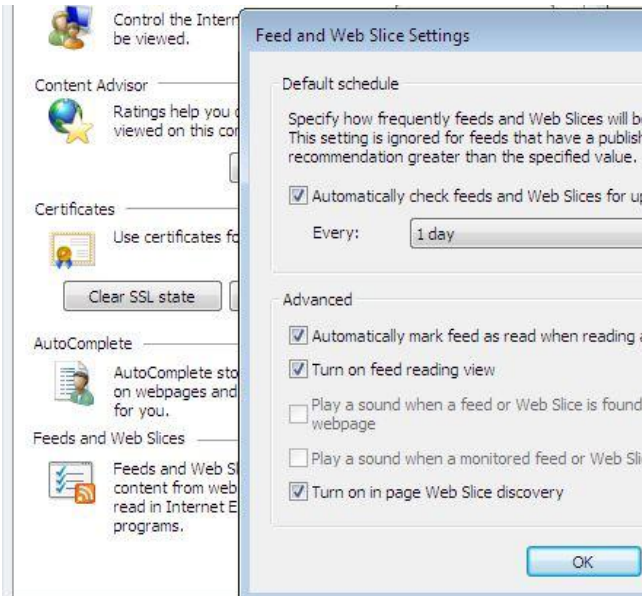 Control the Intern
be viewed.
Content Advisor
Ratings help you
viewed on this con
Certificates
Use certificates fo
Clear SSL state
AutoComplete
AutoComplete sto
on webpages and
for you.
Feeds and Web Slices
Feeds and Web Sl
content from web
read in Internet E
programs.
Feed and Web Slice Settings
Default schedule
Specify how frequently feeds and Web Slices will b
This setting is ignored for feeds that have a publish
recommendation greater than the specified value.
Automatically check feeds and Web Slices for up
Every:
1 day
Advanced
Automatically mark feed as read when reading a
Turn on feed reading view
Play a sound when a feed or Web Slice is found
webpage
Play a sound when a monitored feed or Web Sli
Turn on in page Web Slice discovery
OK